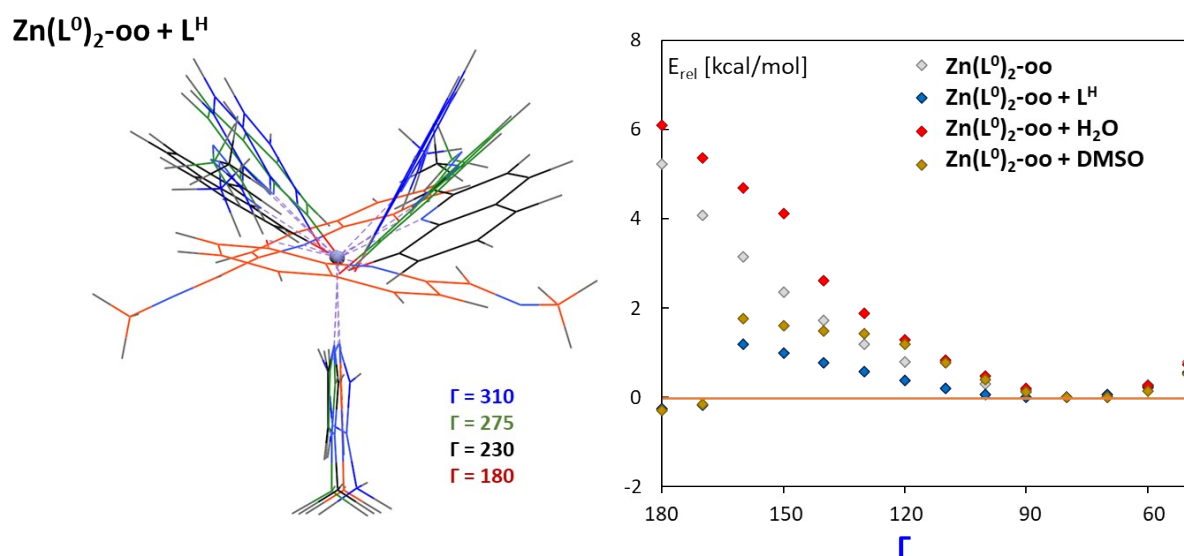 Zn(L⁰)₂-oo + Lᴴ
Γ = 310
Γ = 275
Γ = 230
Γ = 180
E_rel [kcal/mol]
Zn(L⁰)₂-oo
Zn(L⁰)₂-oo + Lᴴ
Zn(L⁰)₂-oo + H₂O
Zn(L⁰)₂-oo + DMSO
8
6
4
2
0
-2
180 150 120 90 60
Γ